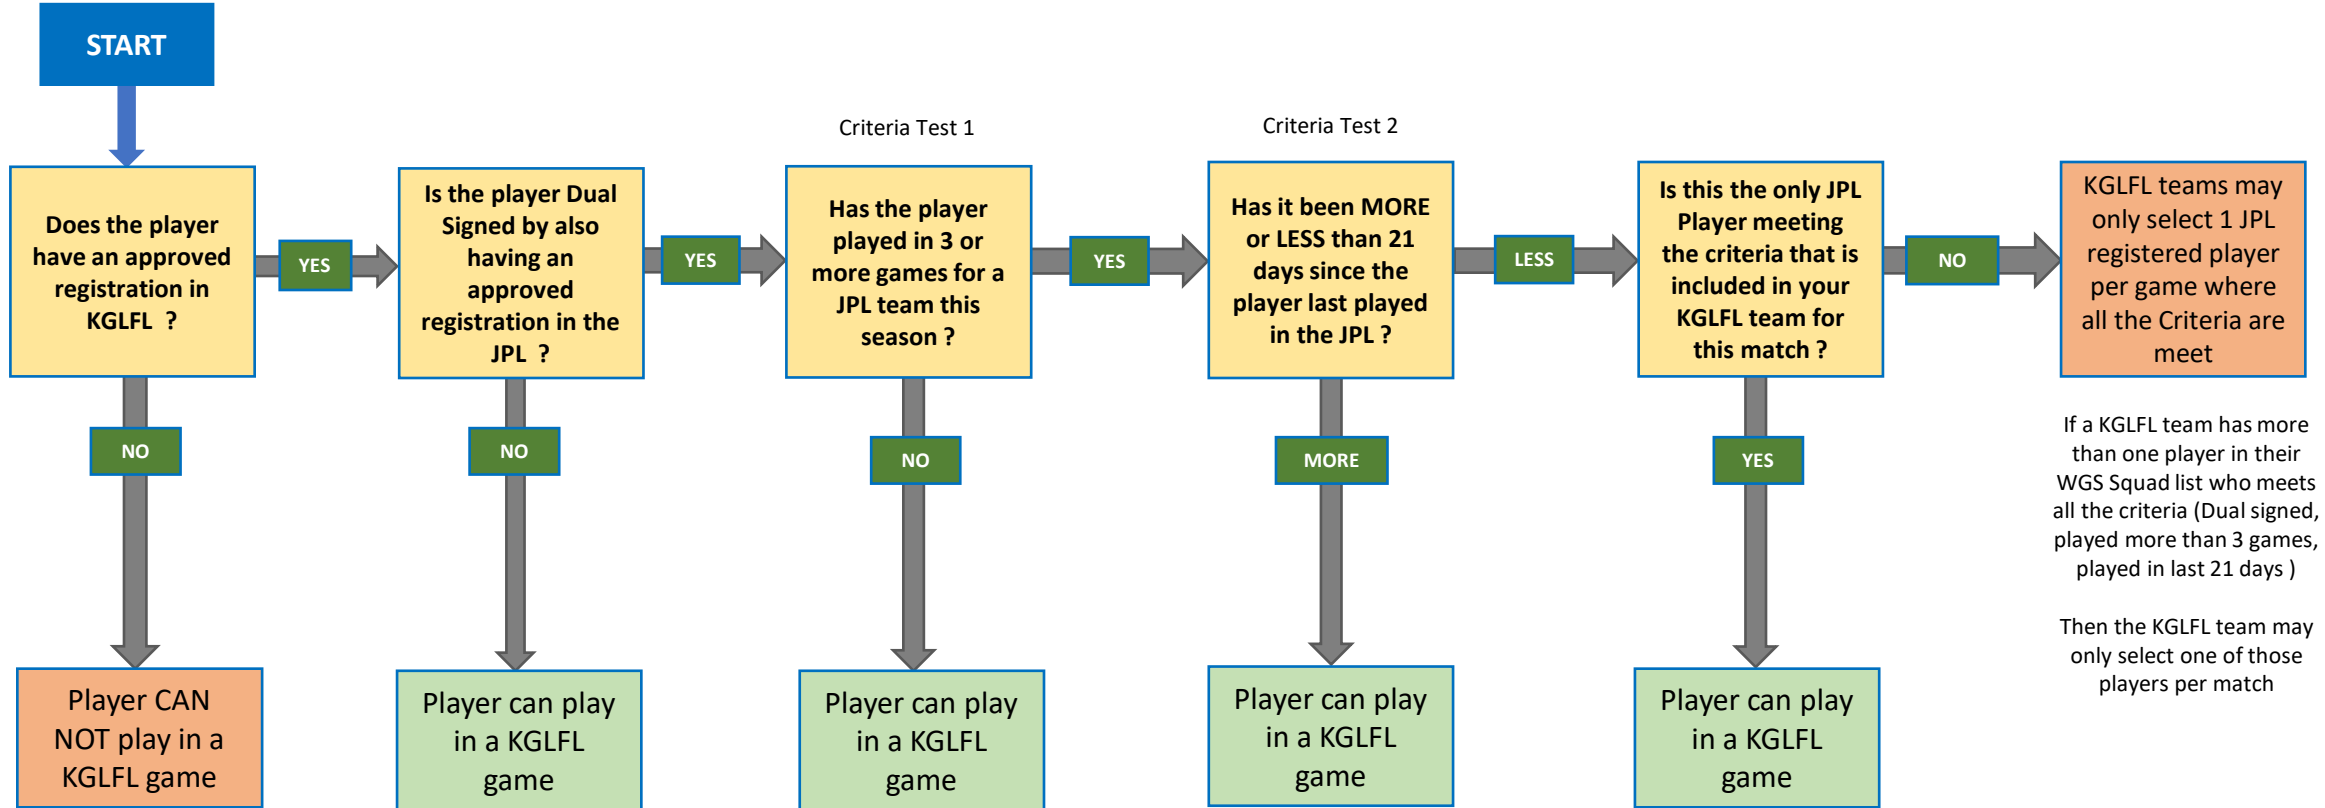 START
Criteria Test 1
Criteria Test 2
Does the player
have an approved
registration in
KGLFL  ?
YES
Is the player Dual
Signed by also
having an
approved
registration in the
JPL  ?
YES
Has the player
played in 3 or
more games for a
JPL team this
season ?
YES
Has it been MORE
or LESS than 21
days since the
player last played
in the JPL ?
LESS
Is this the only JPL
Player meeting
the criteria that is
included in your
KGLFL team for
this match ?
NO
KGLFL teams may
only select 1 JPL
registered player
per game where
all the Criteria are
meet
NO
NO
NO
MORE
YES
If a KGLFL team has more
than one player in their
WGS Squad list who meets
all the criteria (Dual signed,
played more than 3 games,
played in last 21 days )
Then the KGLFL team may
only select one of those
players per match
Player CAN
NOT play in a
KGLFL game
Player can play
in a KGLFL
game
Player can play
in a KGLFL
game
Player can play
in a KGLFL
game
Player can play
in a KGLFL
game